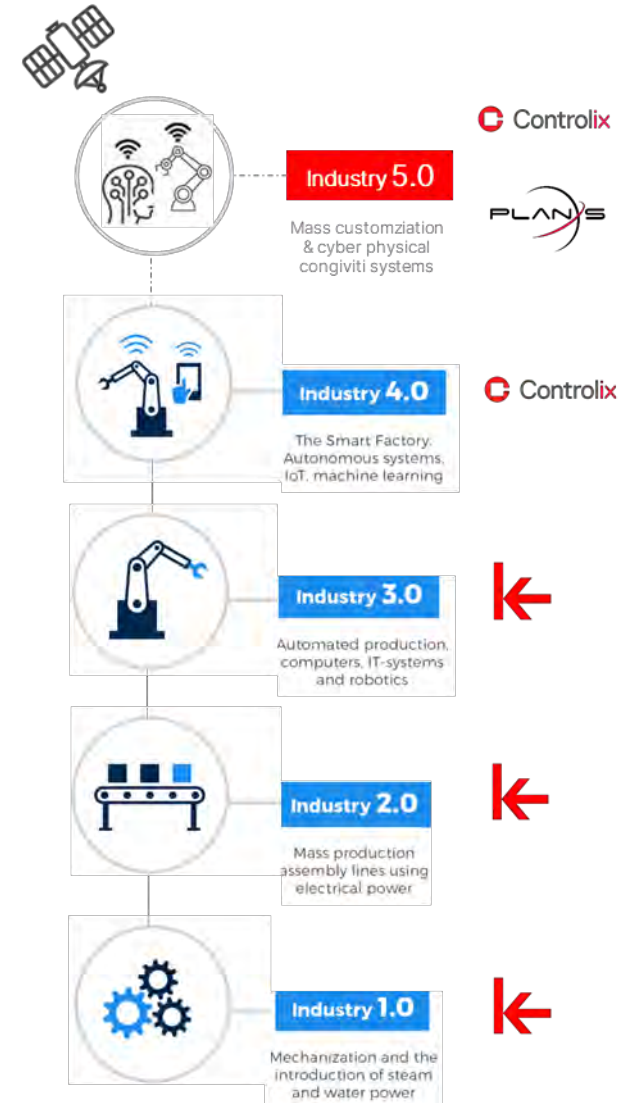 Controlix
Industry 5.0
PLANYS
Mass customziation
& cyber physical
congiviti systems
Industry 4.0
Controlix
The Smart Factory.
Autonomous systems,
IoT, machine learning
Industry 3.0
Automated production,
computers, IT-systems
and robotics
Industry 2.0
Mass production
assembly lines using
electrical power
Industry 1.0
Mechanization and the
introduction of steam
and water power